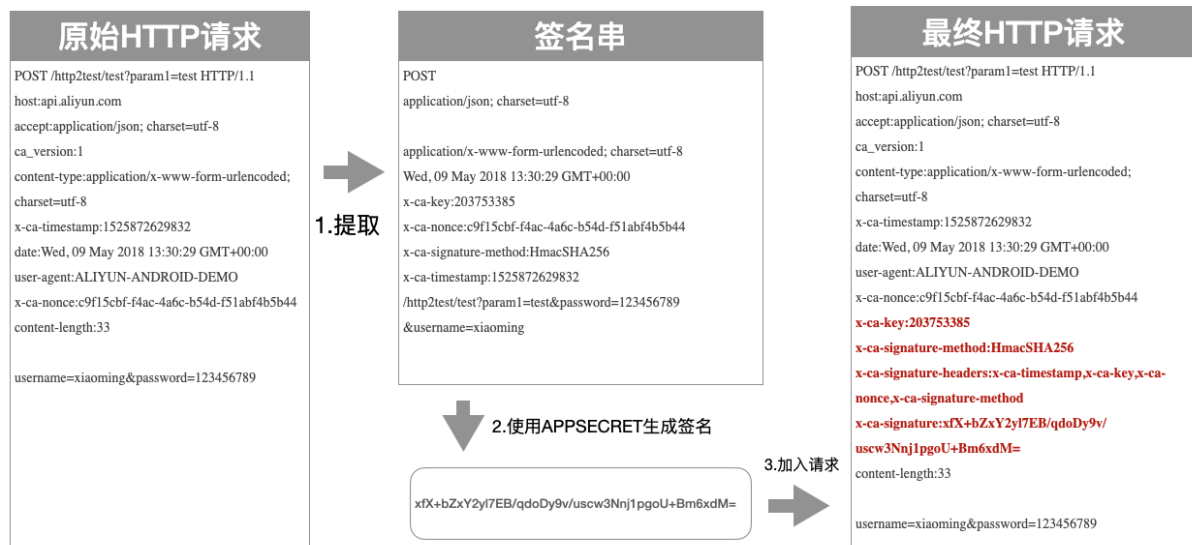 原始HTTP请求
POST /http2test/test?param1=test HTTP/1.1
host:api.aliyun.com
accept:application/json; charset=utf-8
ca_version:1
content-type:application/x-www-form-urlencoded;
charset=utf-8
x-ca-timestamp:1525872629832
date:Wed, 09 May 2018 13:30:29 GMT+00:00
user-agent:ALIYUN-ANDROID-DEMO
x-ca-nonce:c9f15cbf-f4ac-4a6c-b54d-f51abf4b5b44
content-length:33
username=xiaoming&password=123456789
1.提取
签名串
POST
application/json; charset=utf-8
application/x-www-form-urlencoded; charset=utf-8
Wed, 09 May 2018 13:30:29 GMT+00:00
x-ca-key:203753385
x-ca-nonce:c9f15cbf-f4ac-4a6c-b54d-f51abf4b5b44
x-ca-signature-method:HmacSHA256
x-ca-timestamp:1525872629832
/http2test/test?param1=test&password=123456789
&username=xiaoming
2.使用APPSECRET生成签名
xfX+bZxY2yl7EB/qdoDy9v/uscw3Nnj1pgoU+Bm6xdM=
3.加入请求
最终HTTP请求
POST /http2test/test?param1=test HTTP/1.1
host:api.aliyun.com
accept:application/json; charset=utf-8
ca_version:1
content-type:application/x-www-form-urlencoded;
charset=utf-8
x-ca-timestamp:1525872629832
date:Wed, 09 May 2018 13:30:29 GMT+00:00
user-agent:ALIYUN-ANDROID-DEMO
x-ca-nonce:c9f15cbf-f4ac-4a6c-b54d-f51abf4b5b44
x-ca-key:203753385
x-ca-signature-method:HmacSHA256
x-ca-signature-headers:x-ca-timestamp,x-ca-key,x-ca-
nonce,x-ca-signature-method
x-ca-signature:xfX+bZxY2yl7EB/qdoDy9v/
uscw3Nnj1pgoU+Bm6xdM=
content-length:33
username=xiaoming&password=123456789